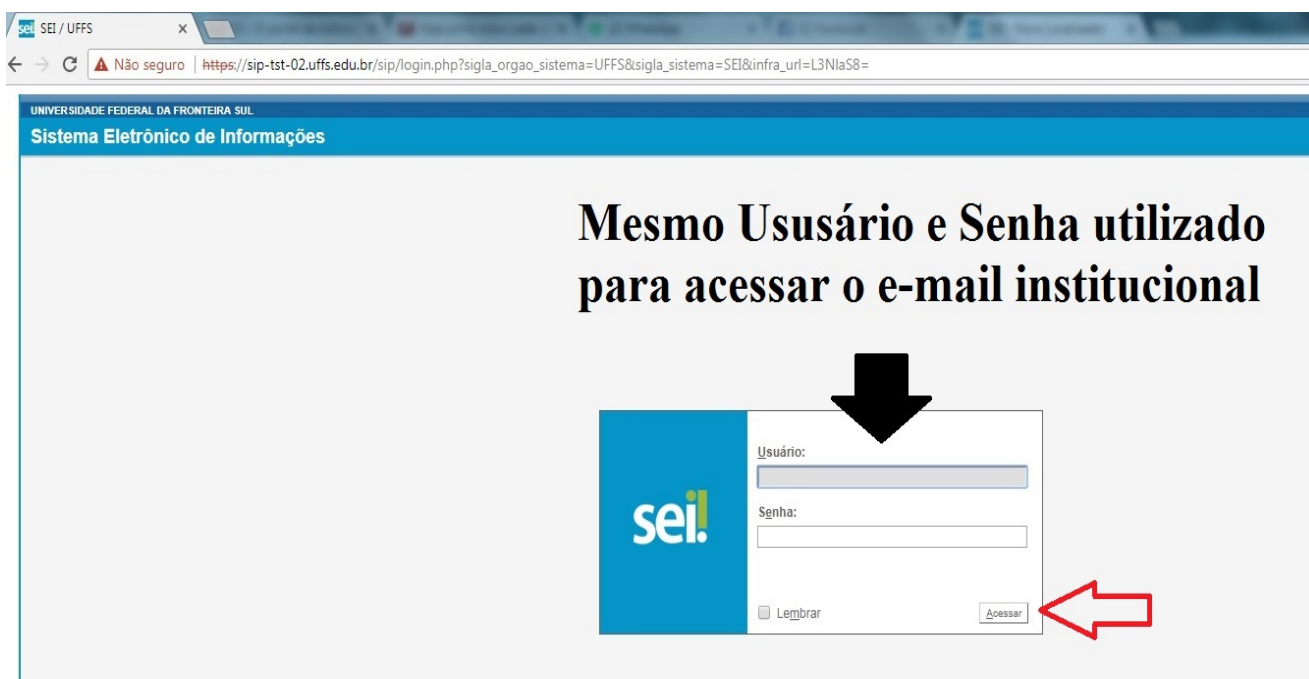 sei! SEI / UFFS
Não seguro | https://sip-tst-02.uffs.edu.br/sip/login.php?sigla_orgao_sistema=UFFS&sigla_sistema=SEI&infra_url=L3NlaS8=
UNIVERSIDADE FEDERAL DA FRONTEIRA SUL
Sistema Eletrônico de Informações
Mesmo Ususário e Senha utilizado
para acessar o e-mail institucional
Usuário:
sei!
Senha:
Lembrar
Acessar